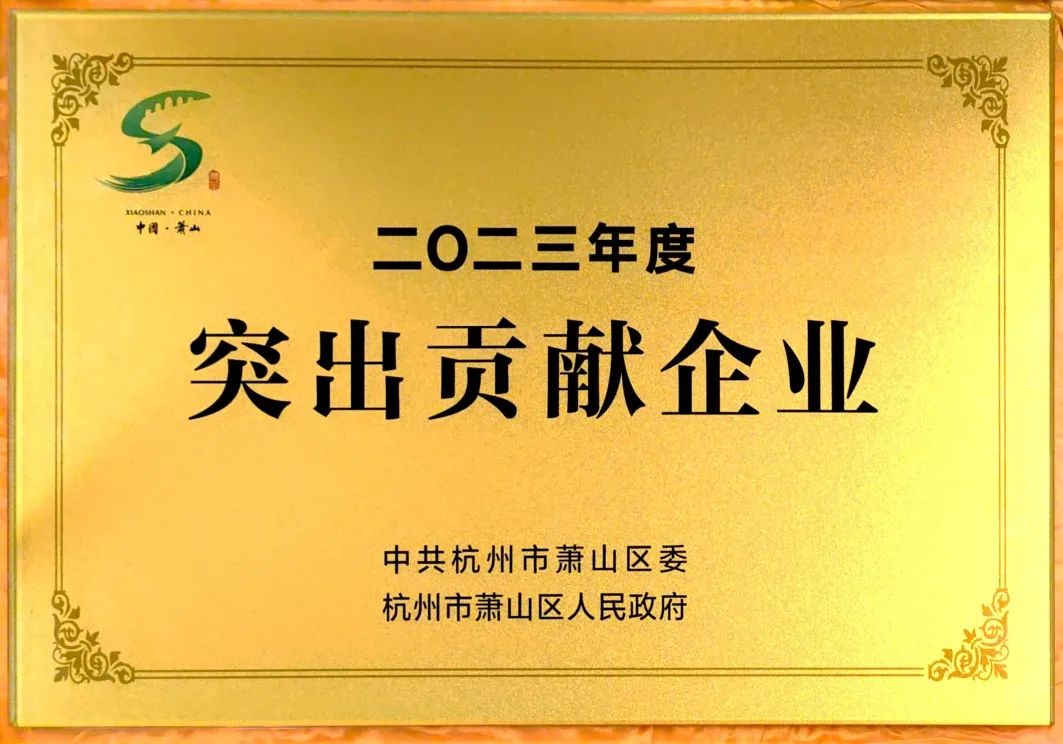 XIAOSHAN · CHINA
中国·萧山
二〇二三年度
突出贡献企业
中共杭州市萧山区委
杭州市萧山区人民政府